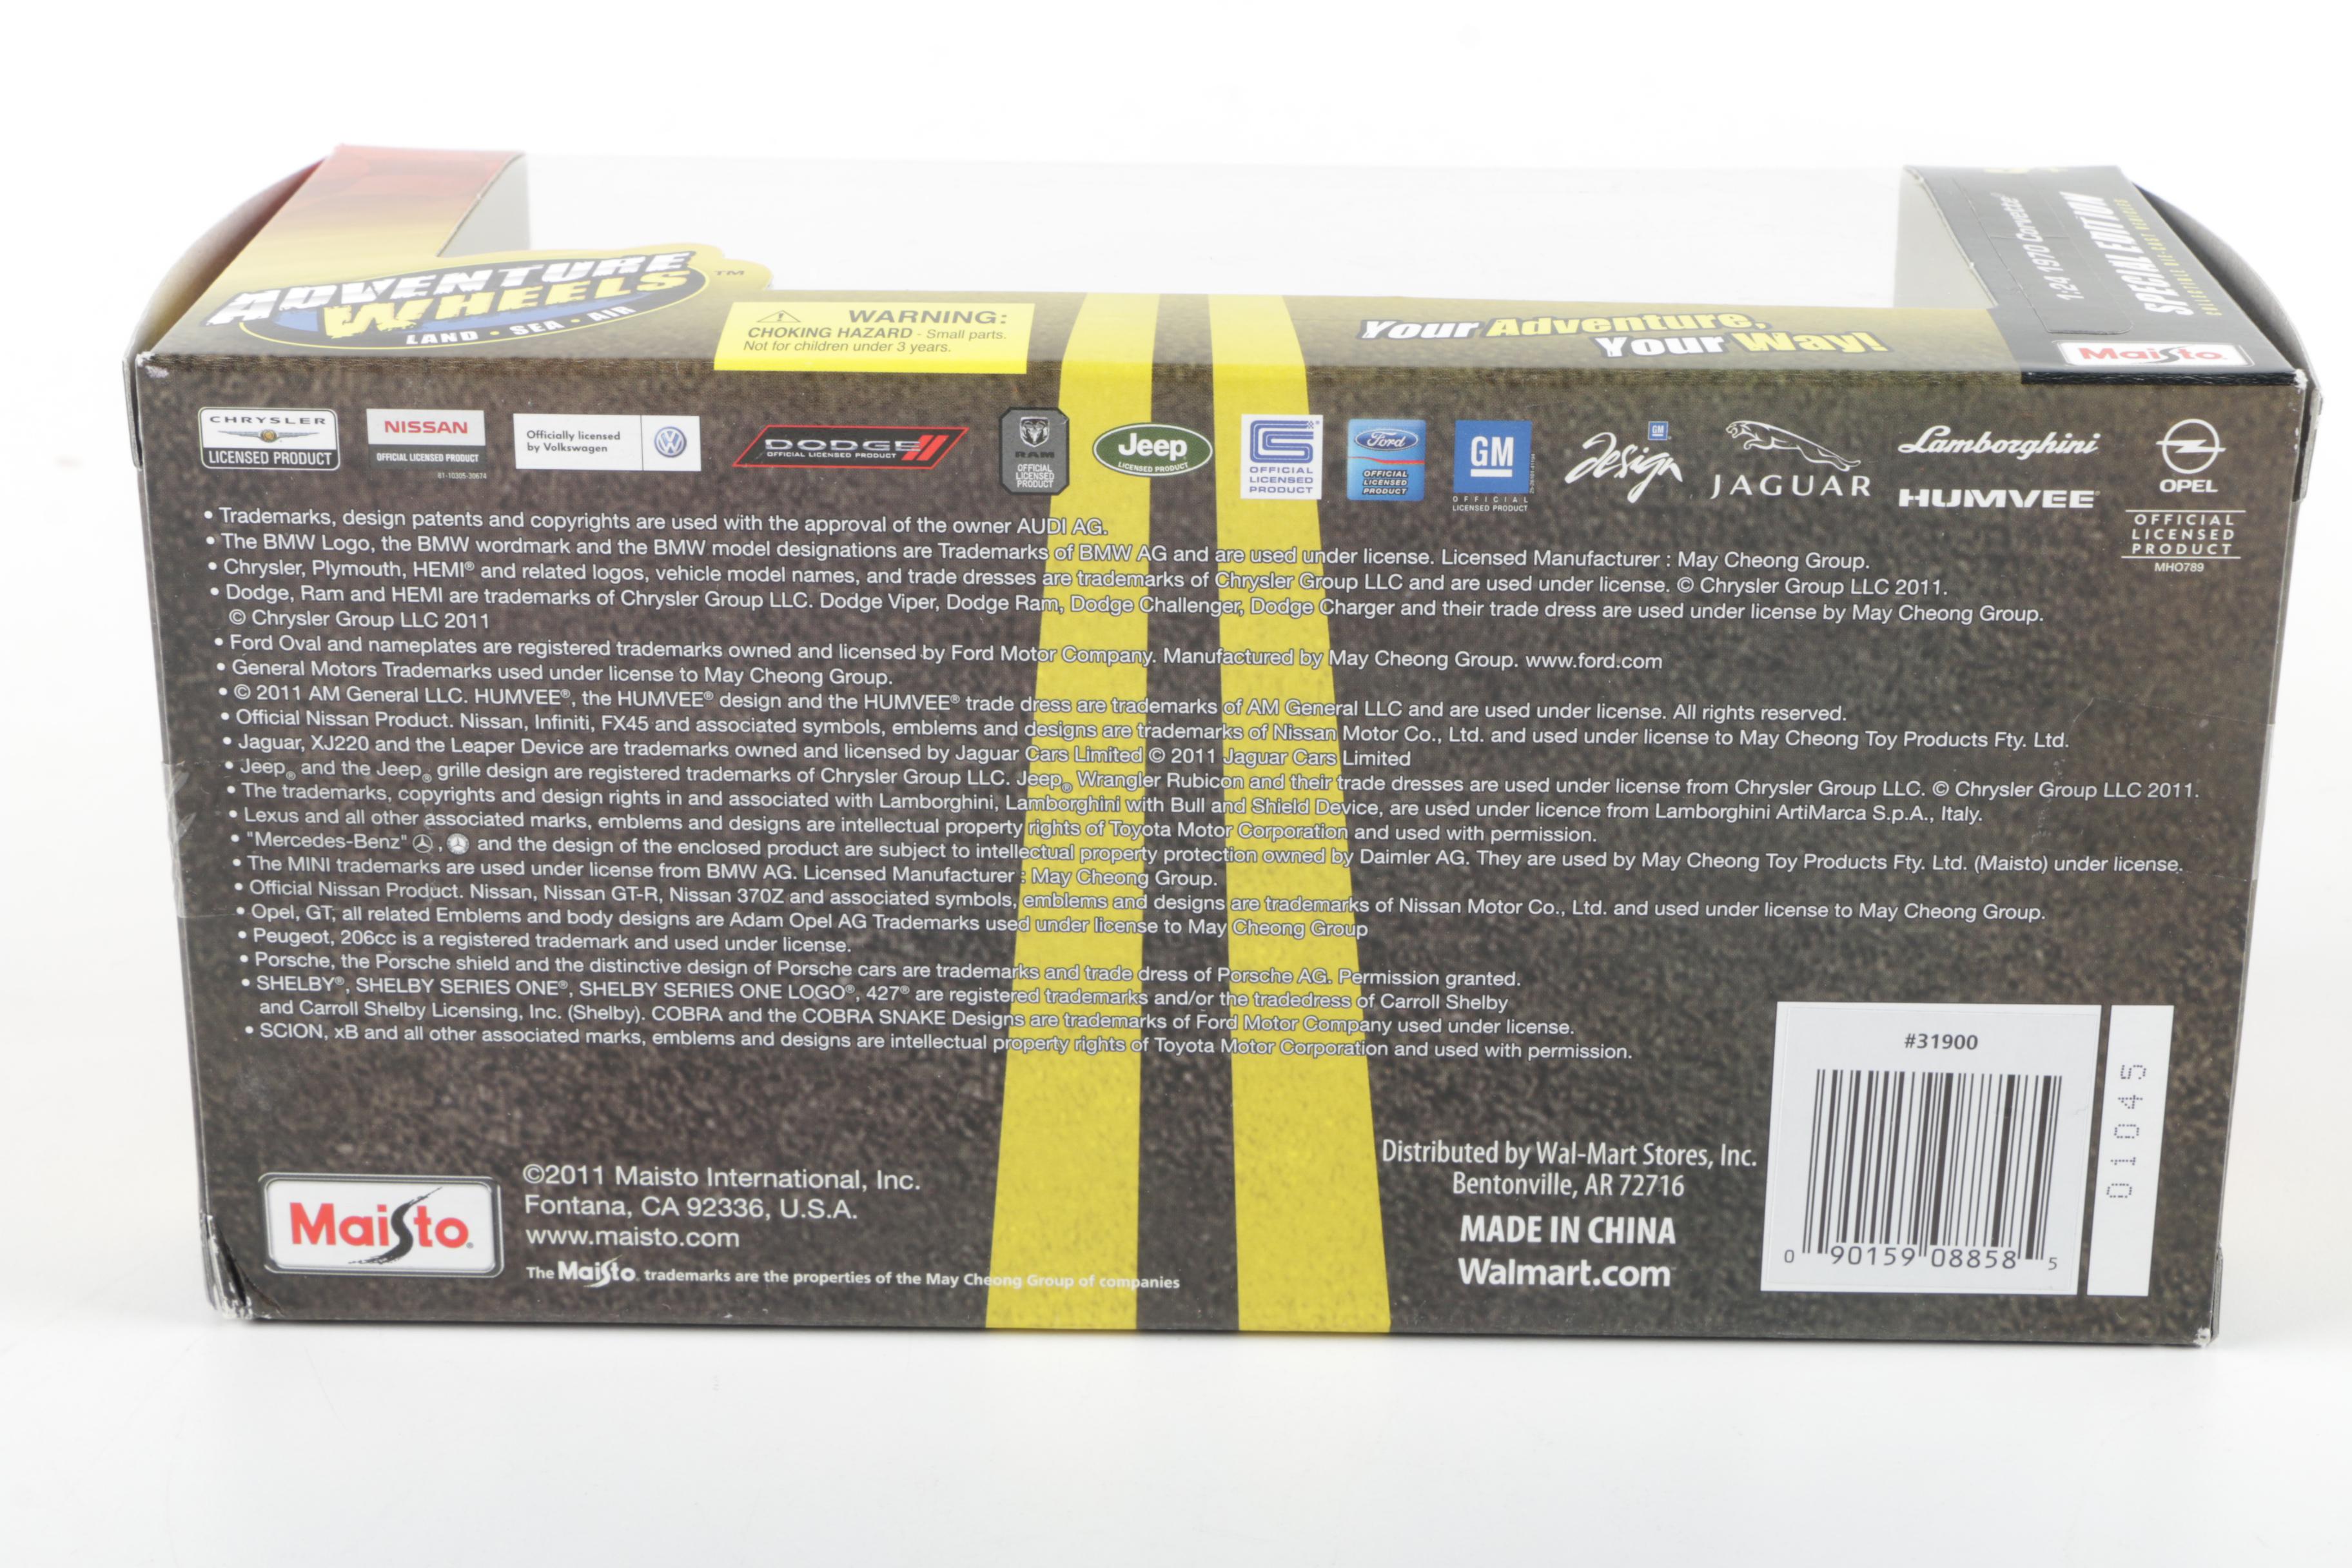 ADVENTURE
WHEELS™
LAND • SEA • AIR
WARNING:
CHOKING HAZARD - Small parts.
Not for children under 3 years.
Your Adventure,
Your Way!
1:24 1970 Corvette®
SPECIAL EDITION
Maisto®
CHRYSLER
LICENSED PRODUCT
NISSAN
OFFICIAL LICENSED PRODUCT
Officially licensed
by Volkswagen
DODGE
OFFICIAL LICENSED PRODUCT
RAM
OFFICIAL
LICENSED
PRODUCT
Jeep
LICENSED PRODUCT
OFFICIAL
LICENSED
PRODUCT
Ford
OFFICIAL
LICENSED
PRODUCT
GM
OFFICIAL
LICENSED PRODUCT
GM
Design
JAGUAR
Lamborghini
HUMVEE®
OPEL
OFFICIAL
LICENSED
PRODUCT
MHO789
• Trademarks, design patents and copyrights are used with the approval of the owner AUDI AG.
• The BMW Logo, the BMW wordmark and the BMW model designations are Trademarks of BMW AG and are used under license. Licensed Manufacturer : May Cheong Group.
• Chrysler, Plymouth, HEMI® and related logos, vehicle model names, and trade dresses are trademarks of Chrysler Group LLC and are used under license. © Chrysler Group LLC 2011.
• Dodge, Ram and HEMI are trademarks of Chrysler Group LLC. Dodge Viper, Dodge Ram, Dodge Challenger, Dodge Charger and their trade dress are used under license by May Cheong Group.
© Chrysler Group LLC 2011
• Ford Oval and nameplates are registered trademarks owned and licensed by Ford Motor Company. Manufactured by May Cheong Group. www.ford.com
• General Motors Trademarks used under license to May Cheong Group.
• © 2011 AM General LLC. HUMVEE®, the HUMVEE® design and the HUMVEE® trade dress are trademarks of AM General LLC and are used under license. All rights reserved.
• Official Nissan Product. Nissan, Infiniti, FX45 and associated symbols, emblems and designs are trademarks of Nissan Motor Co., Ltd. and used under license to May Cheong Toy Products Fty. Ltd.
• Jaguar, XJ220 and the Leaper Device are trademarks owned and licensed by Jaguar Cars Limited © 2011 Jaguar Cars Limited
• Jeep® and the Jeep® grille design are registered trademarks of Chrysler Group LLC. Jeep® Wrangler Rubicon and their trade dresses are used under license from Chrysler Group LLC. © Chrysler Group LLC 2011.
• The trademarks, copyrights and design rights in and associated with Lamborghini, Lamborghini with Bull and Shield Device, are used under licence from Lamborghini ArtiMarca S.p.A., Italy.
• Lexus and all other associated marks, emblems and designs are intellectual property rights of Toyota Motor Corporation and used with permission.
• "Mercedes-Benz" , and the design of the enclosed product are subject to intellectual property protection owned by Daimler AG. They are used by May Cheong Toy Products Fty. Ltd. (Maisto) under license.
• The MINI trademarks are used under license from BMW AG. Licensed Manufacturer : May Cheong Group.
• Official Nissan Product. Nissan, Nissan GT-R, Nissan 370Z and associated symbols, emblems and designs are trademarks of Nissan Motor Co., Ltd. and used under license to May Cheong Group.
• Opel, GT, all related Emblems and body designs are Adam Opel AG Trademarks used under license to May Cheong Group
• Peugeot, 206cc is a registered trademark and used under license.
• Porsche, the Porsche shield and the distinctive design of Porsche cars are trademarks and trade dress of Porsche AG. Permission granted.
• SHELBY®, SHELBY SERIES ONE®, SHELBY SERIES ONE LOGO®, 427® are registered trademarks and/or the tradedress of Carroll Shelby
and Carroll Shelby Licensing, Inc. (Shelby). COBRA and the COBRA SNAKE Designs are trademarks of Ford Motor Company used under license.
• SCION, xB and all other associated marks, emblems and designs are intellectual property rights of Toyota Motor Corporation and used with permission.
Maisto®
©2011 Maisto International, Inc.
Fontana, CA 92336, U.S.A.
www.maisto.com
The Maisto® trademarks are the properties of the May Cheong Group of companies
Distributed by Wal-Mart Stores, Inc.
Bentonville, AR 72716
MADE IN CHINA
Walmart.com
#31900
0 90159 08858 5
01045